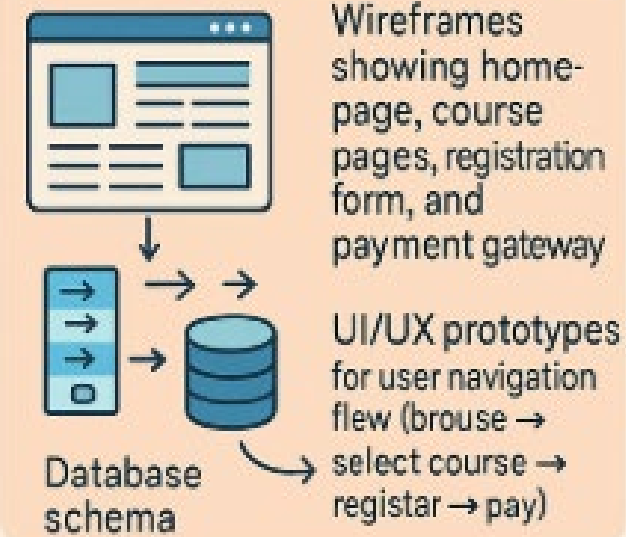 Wireframes
showing home-
page, course
pages, registration
form, and
payment gateway
UI/UX prototypes
for user navigation
flew (brouse →
select course →
registar → pay)
Database
schema